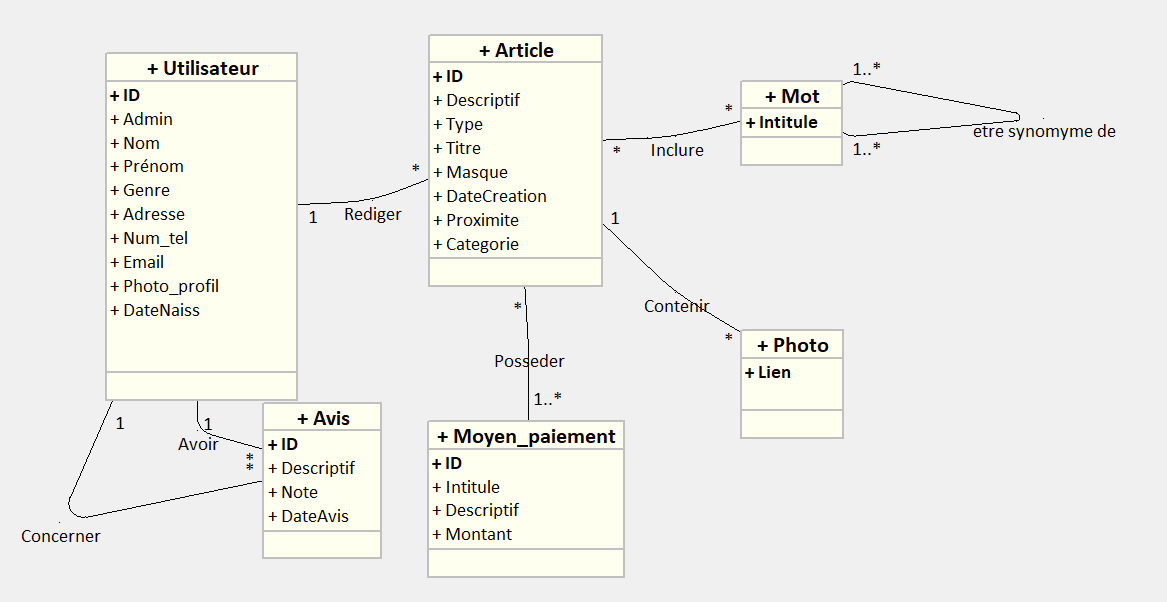 + Utilisateur
+ ID
+ Admin
+ Nom
+ Prénom
+ Genre
+ Adresse
+ Num_tel
+ Email
+ Photo_profil
+ DateNaiss
1
Rediger
*
+ Article
+ ID
+ Descriptif
+ Type
+ Titre
+ Masque
+ DateCreation
+ Proximite
+ Categorie
*
Inclure
*
+ Mot
+ Intitule
1..*
etre synomyme de
1..*
1
Contenir
*
+ Photo
+ Lien
*
Posseder
1..*
+ Moyen_paiement
+ ID
+ Intitule
+ Descriptif
+ Montant
1
Avoir
*
1
Concerner
*
+ Avis
+ ID
+ Descriptif
+ Note
+ DateAvis